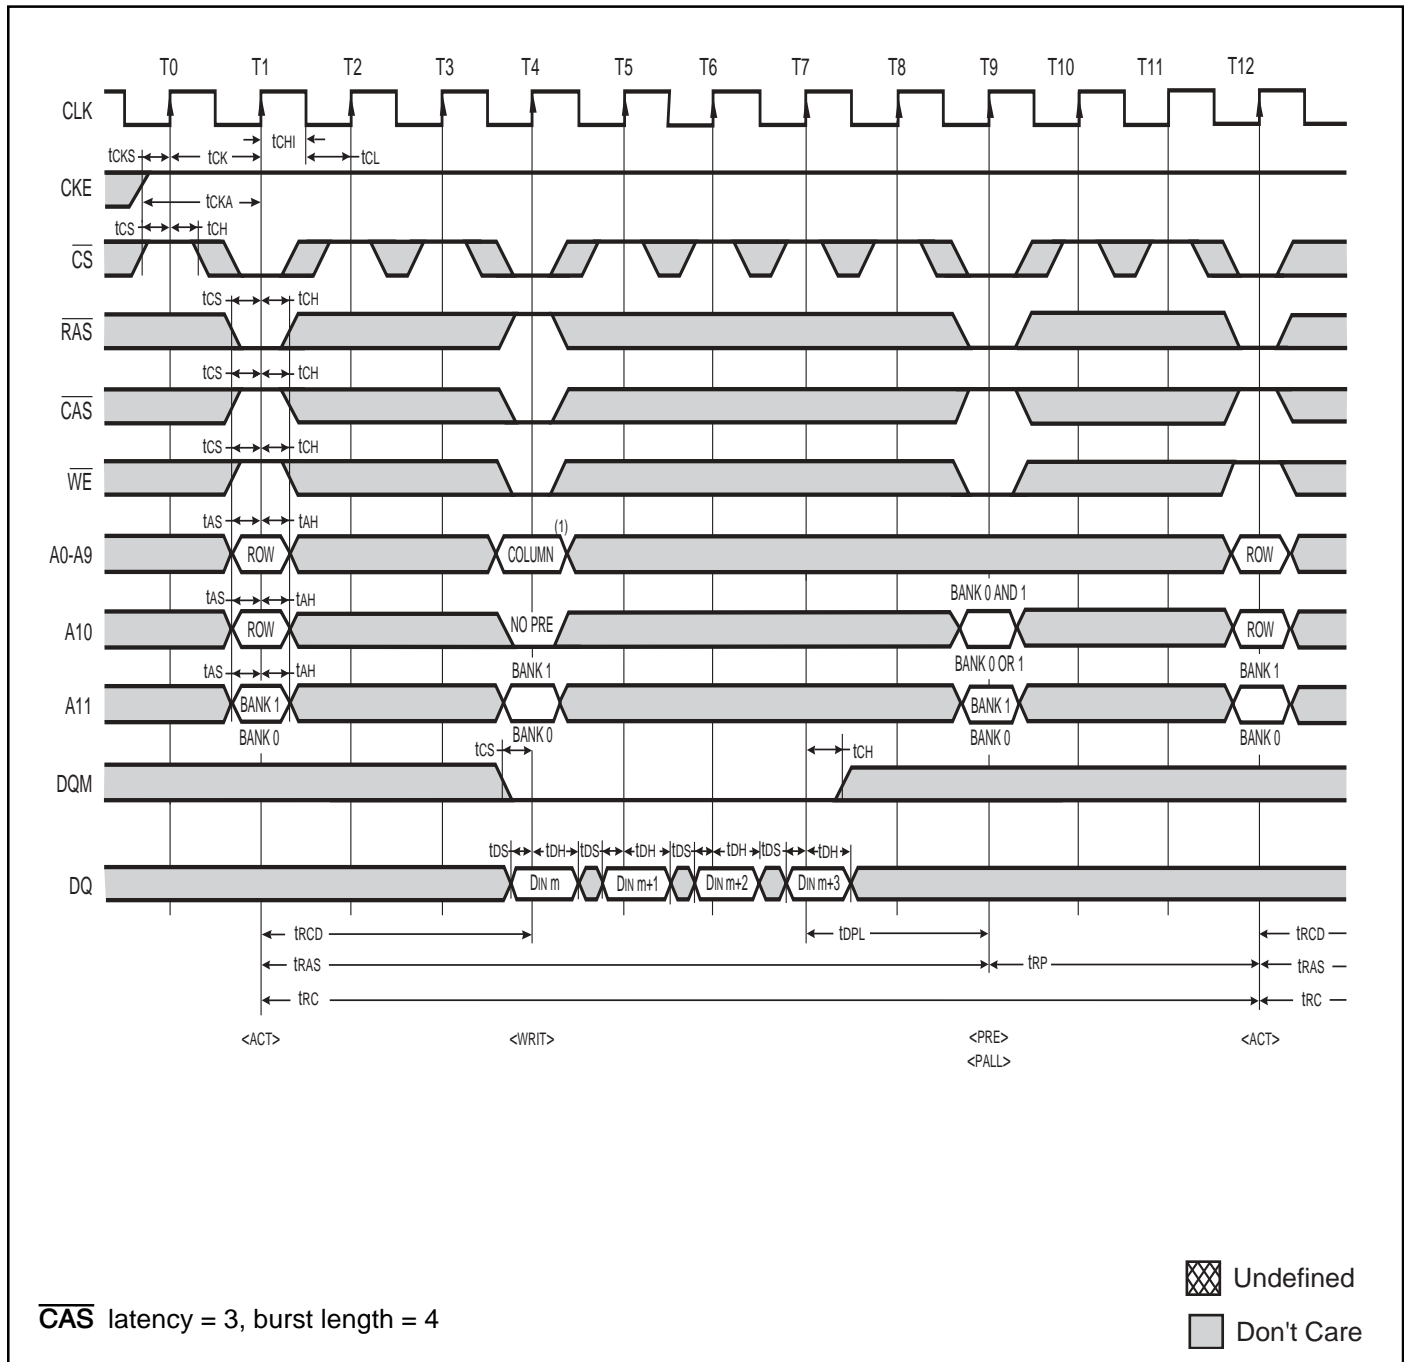 T0 T1 T2 T3 T4 T5 T6 T7 T8 T9 T10 T11 T12
CLK
tCHI
tCKS tCK tCL
CKE
tCKA
tCS tCH
CS
tCS tCH
RAS
tCS tCH
CAS
tCS tCH
WE
tAS tAH
(1)
A0-A9 ROW COLUMN ROW
tAS tAH BANK 0 AND 1
A10 ROW NO PRE ROW
tAS tAH BANK 1 BANK 0 OR 1 BANK 1
A11 BANK 1 BANK 1
BANK 0 BANK 0 BANK 0 BANK 0
tCS tCH
DQM
tDS tDH tDS tDH tDS tDH tDS tDH
DQ DIN m DIN m+1 DIN m+2 DIN m+3
tRCD tDPL tRCD
tRAS tRP tRAS
tRC tRC
<ACT> <WRIT> <PRE> <ACT>
<PALL>
Undefined
CAS latency = 3, burst length = 4
Don't Care